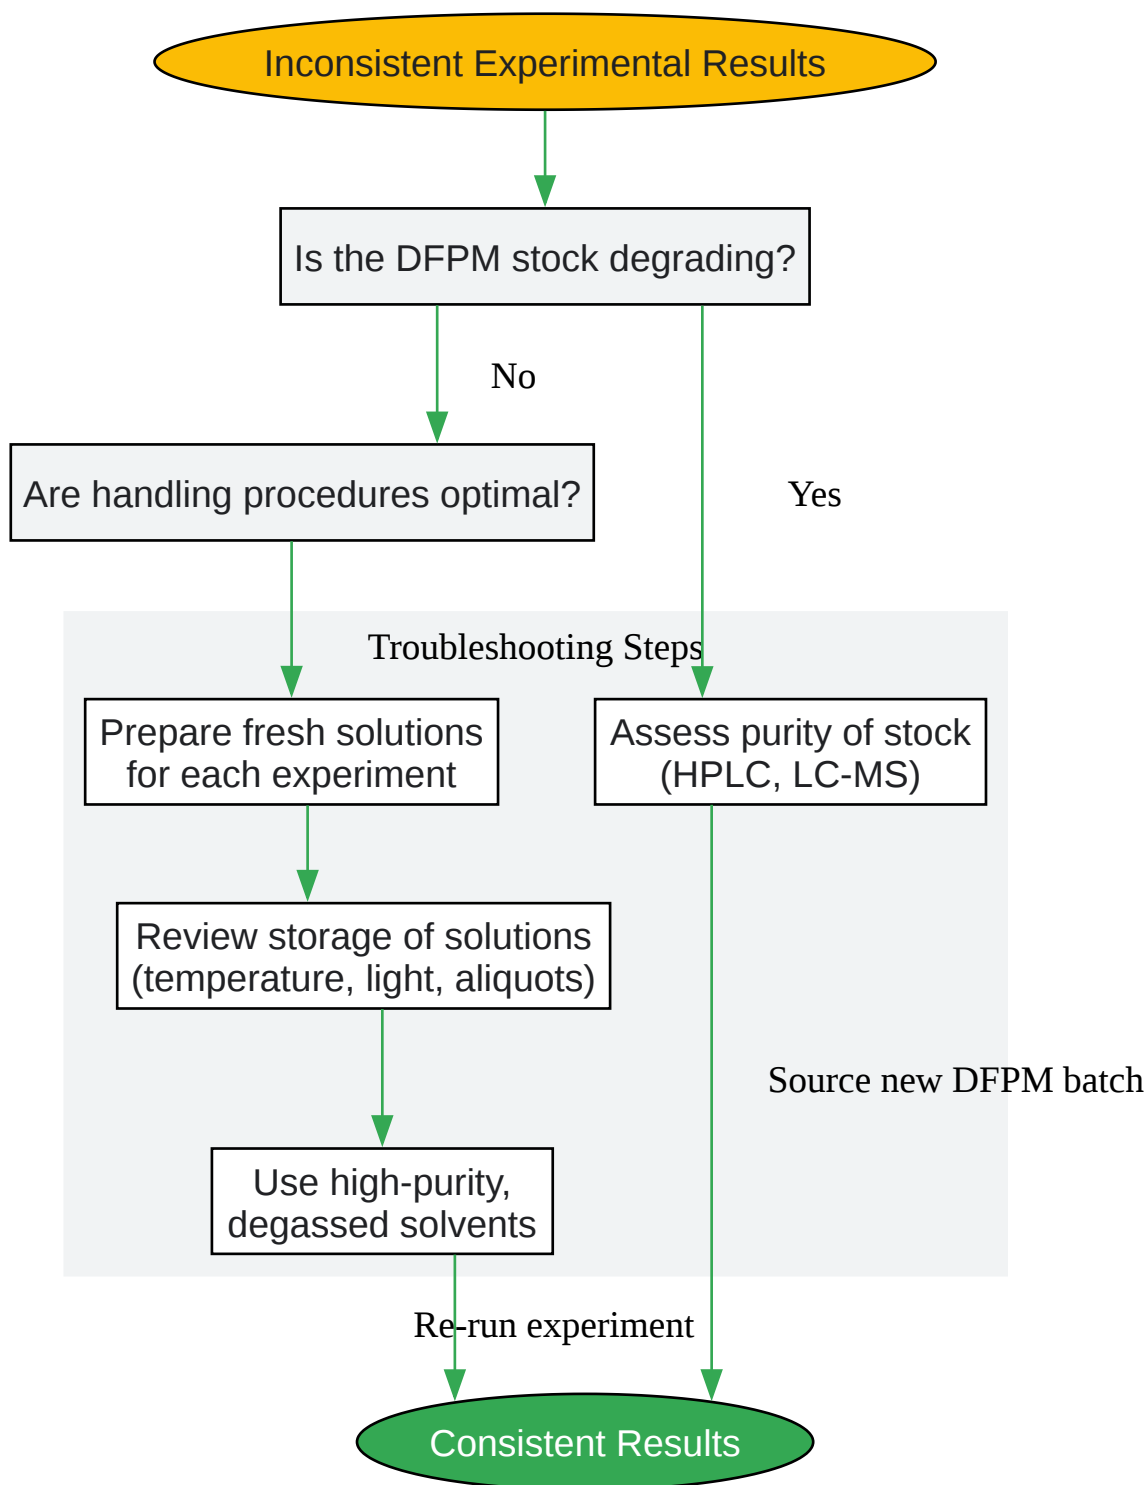 Inconsistent Experimental Results
Is the DFPM stock degrading?
No
Are handling procedures optimal?
Yes
Troubleshooting Steps
Prepare fresh solutions
for each experiment
Assess purity of stock
(HPLC, LC-MS)
Review storage of solutions
(temperature, light, aliquots)
Source new DFPM batch
Use high-purity,
degassed solvents
Re-run experiment
Consistent Results